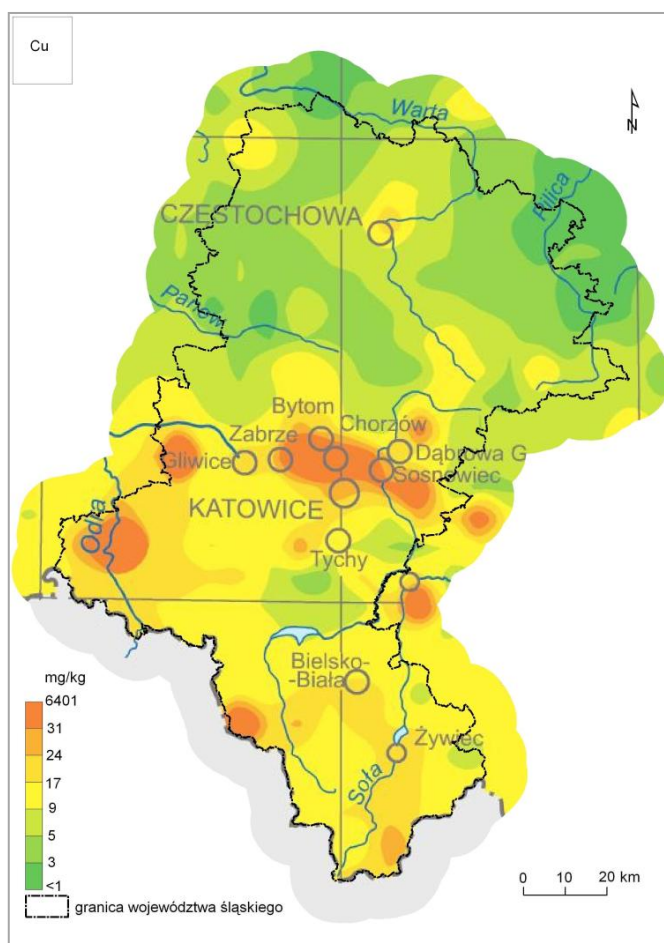 Cu
N
Warta
Pilica
CZĘSTOCHOWA
Panew
Bytom
Chorzów
Zabrze
Dąbrowa G
Gliwice
Sosnowiec
KATOWICE
Odra
Tychy
Bielsko-
-Biała
Żywiec
Soła
mg/kg
6401
31
24
17
9
5
3
<1
granica województwa śląskiego
0 10 20 km